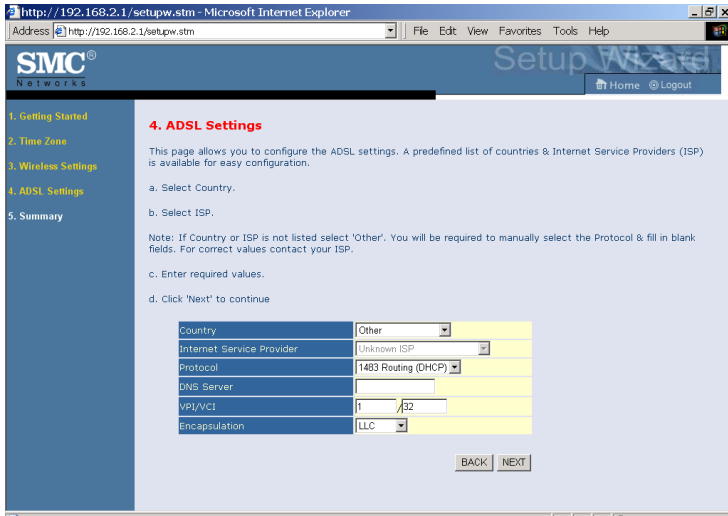 http://192.168.2.1/setupw.stm - Microsoft Internet Explorer
Address http://192.168.2.1/setupw.stm File Edit View Favorites Tools Help
SMC®
Networks
Setup Wizard
Home Logout
1. Getting Started
2. Time Zone
3. Wireless Settings
4. ADSL Settings
5. Summary
4. ADSL Settings
This page allows you to configure the ADSL settings. A predefined list of countries & Internet Service Providers (ISP)
is available for easy configuration.
a. Select Country.
b. Select ISP.
Note: If Country or ISP is not listed select 'Other'. You will be required to manually select the Protocol & fill in blank
fields. For correct values contact your ISP.
c. Enter required values.
d. Click 'Next' to continue
Country Other
Internet Service Provider Unknown ISP
Protocol 1483 Routing (DHCP)
DNS Server
VPI/VCI 1 /32
Encapsulation LLC
BACK NEXT